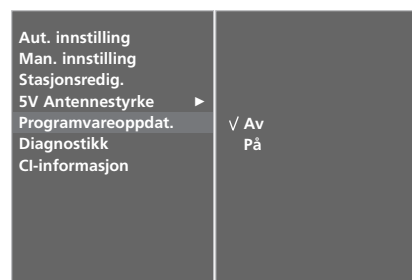 Aut. innstilling
Man. innstilling
Stasjonsredig.
5V Antennestyrke ►
Programvareoppdat.
Diagnostikk
CI-informasjon
√ Av
På